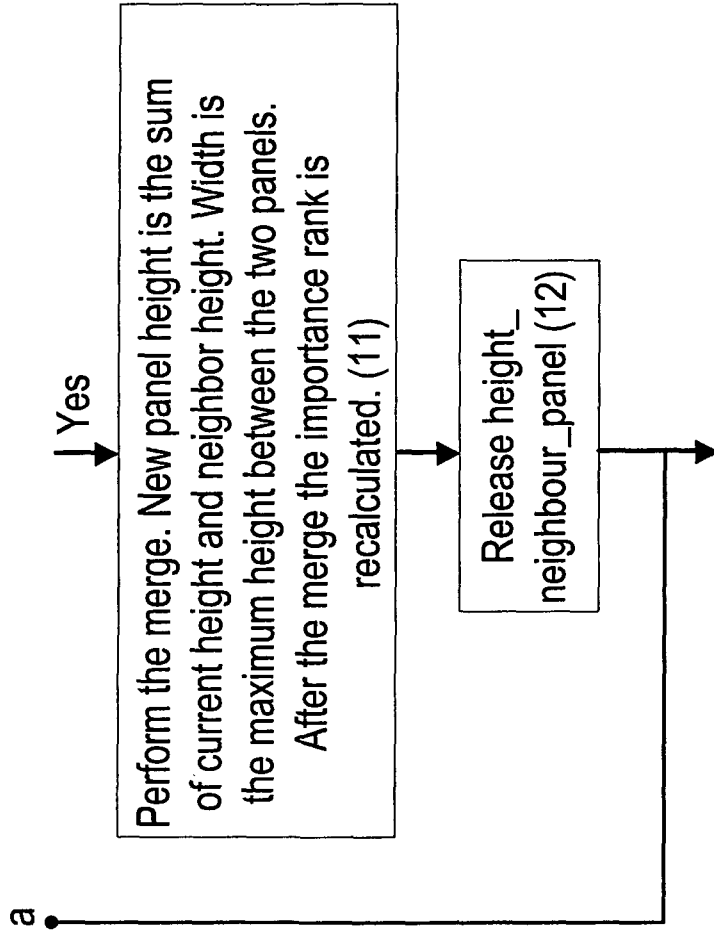 a
Yes
Perform the merge. New panel height is the sum
of current height and neighbor height. Width is
the maximum height between the two panels.
After the merge the importance rank is
recalculated. (11)
Release height_
neighbour_panel (12)